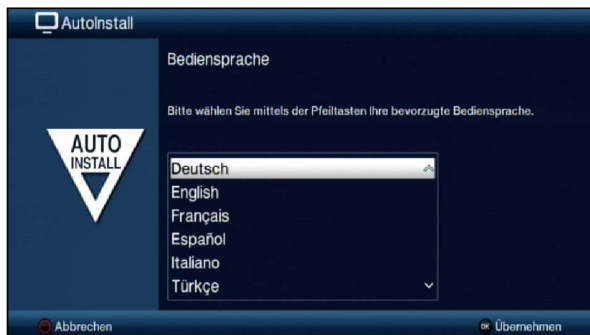 AutoInstall
Bediensprache
Bitte wählen Sie mittels der Pfeiltasten Ihre bevorzugte Bediensprache.
AUTO
INSTALL
Deutsch
English
Français
Español
Italiano
Türkçe
Abbrechen
OK Übernehmen